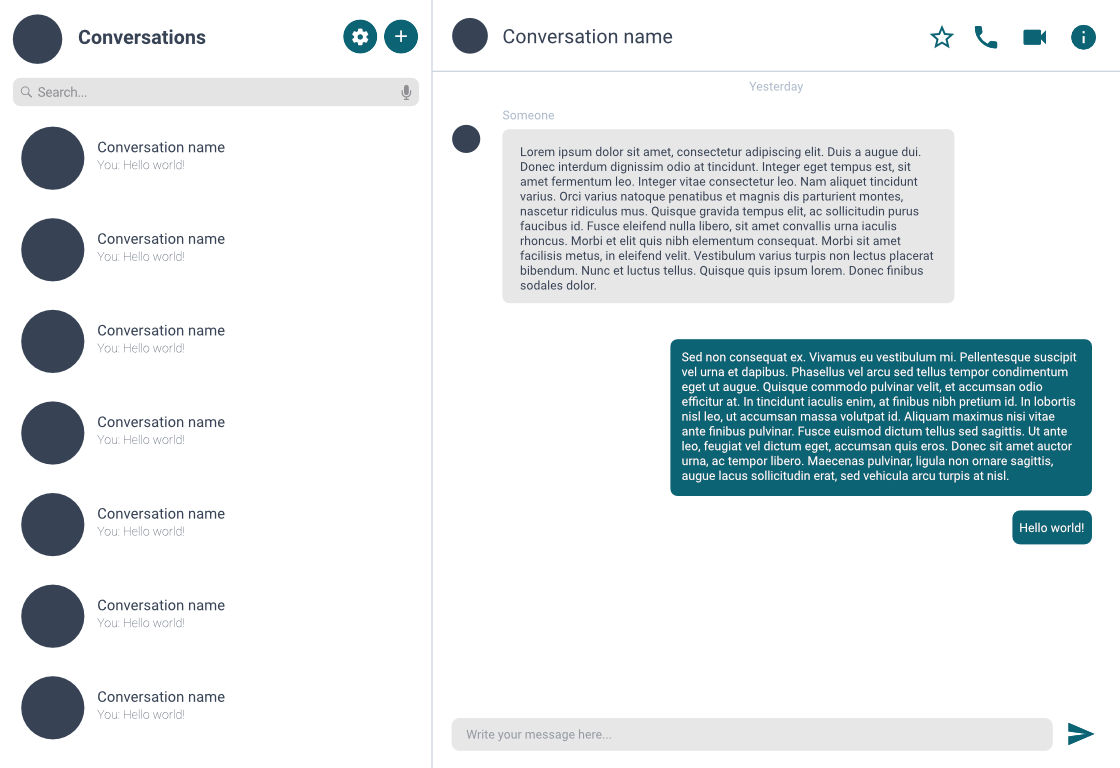 Conversations
Search...
Conversation name
You: Hello world!
Conversation name
You: Hello world!
Conversation name
You: Hello world!
Conversation name
You: Hello world!
Conversation name
You: Hello world!
Conversation name
You: Hello world!
Conversation name
You: Hello world!
Conversation name
Yesterday
Someone
Lorem ipsum dolor sit amet, consectetur adipiscing elit. Duis a augue dui.
Donec interdum dignissim odio at tincidunt. Integer eget tempus est, sit
amet fermentum leo. Integer vitae consectetur leo. Nam aliquet tincidunt
varius. Orci varius natoque penatibus et magnis dis parturient montes,
nascetur ridiculus mus. Quisque gravida tempus elit, ac sollicitudin purus
faucibus id. Fusce eleifend nulla libero, sit amet convallis urna iaculis
rhoncus. Morbi et elit quis nibh elementum consequat. Morbi sit amet
facilisis metus, in eleifend velit. Vestibulum varius turpis non lectus placerat
bibendum. Nunc et luctus tellus. Quisque quis ipsum lorem. Donec finibus
sodales dolor.
Sed non consequat ex. Vivamus eu vestibulum mi. Pellentesque suscipit
vel urna et dapibus. Phasellus vel arcu sed tellus tempor condimentum
eget ut augue. Quisque commodo pulvinar velit, et accumsan odio
efficitur at. In tincidunt iaculis enim, at finibus nibh pretium id. In lobortis
nisl leo, ut accumsan massa volutpat id. Aliquam maximus nisi vitae
ante finibus pulvinar. Fusce euismod dictum tellus sed sagittis. Ut ante
leo, feugiat vel dictum eget, accumsan quis eros. Donec sit amet auctor
urna, ac tempor libero. Maecenas pulvinar, ligula non ornare sagittis,
augue lacus sollicitudin erat, sed vehicula arcu turpis at nisl.
Hello world!
Write your message here...